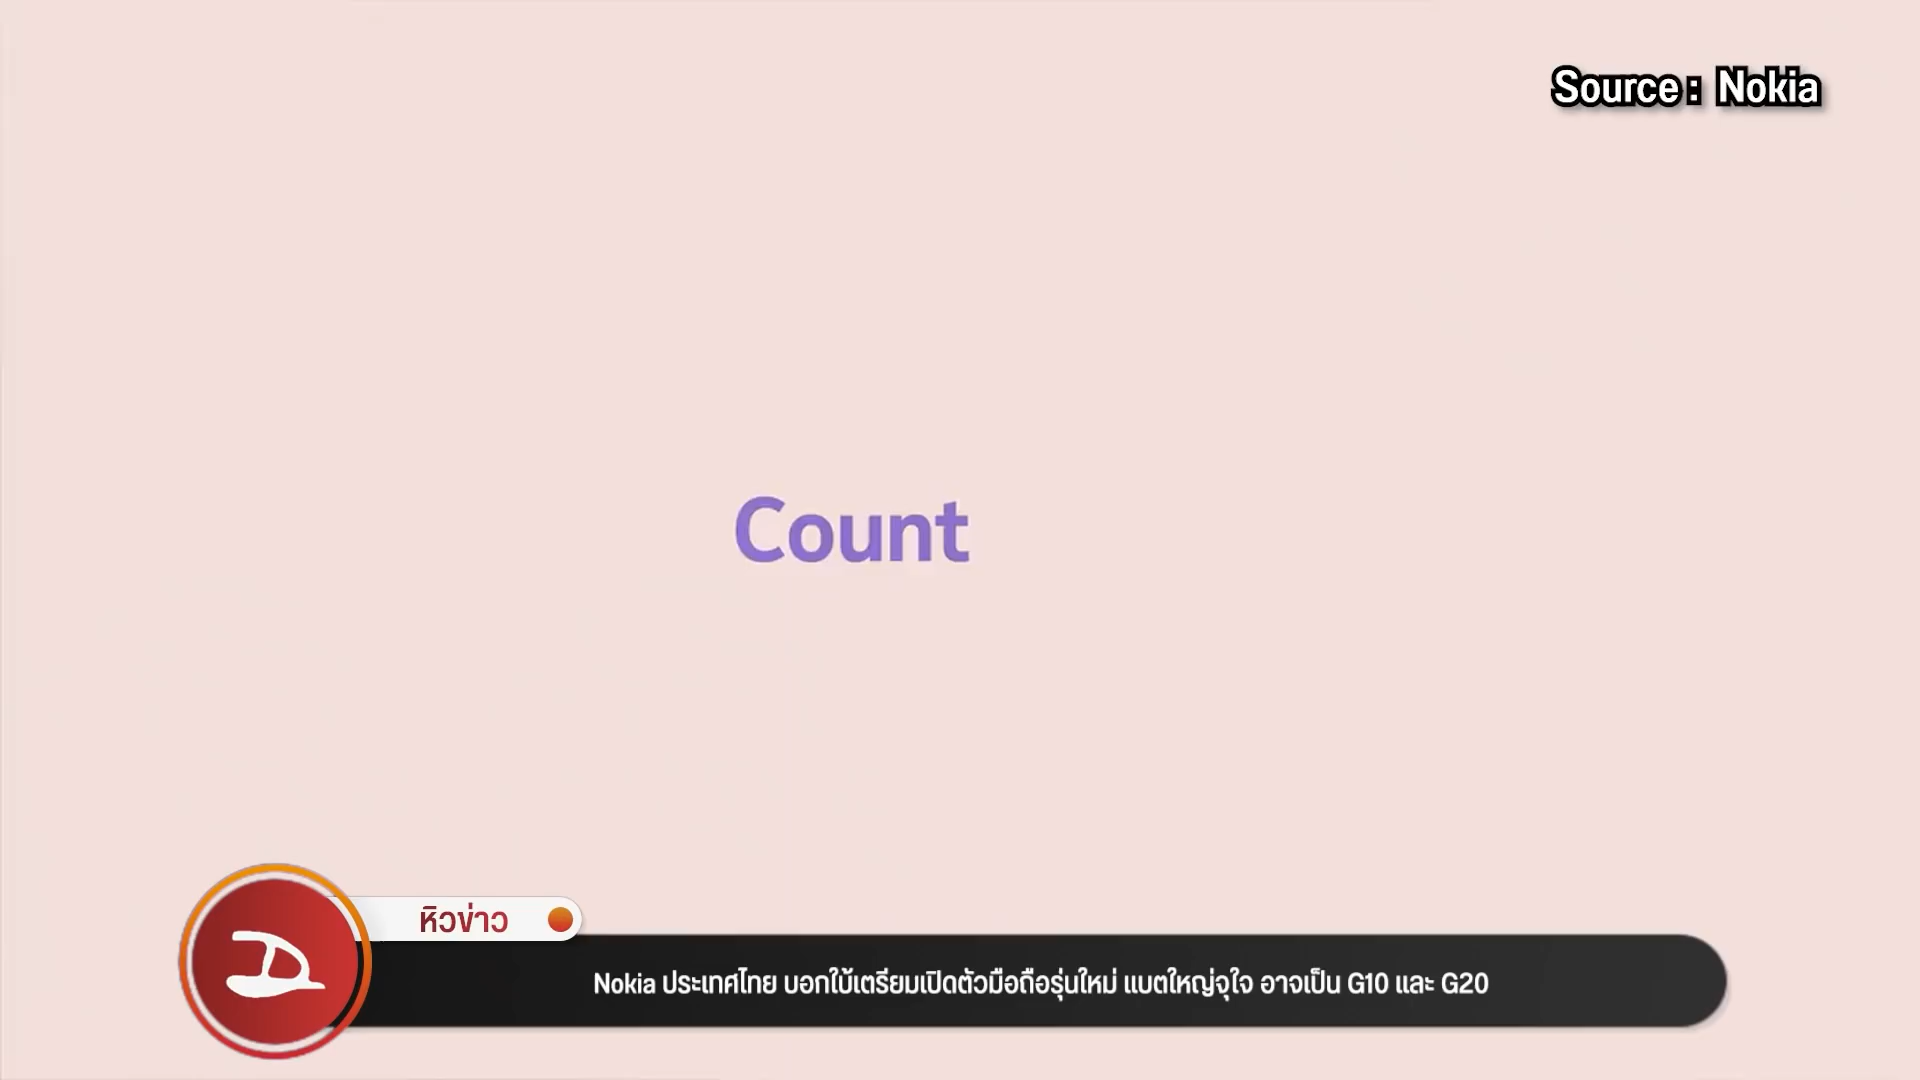 Source : Nokia
Count
หิวข่าว
Nokia ประเทศไทย บอกใบ้เตรียมเปิดตัวมือถือรุ่นใหม่ แบตใหญ่จุใจ อาจเป็น G10 และ G20